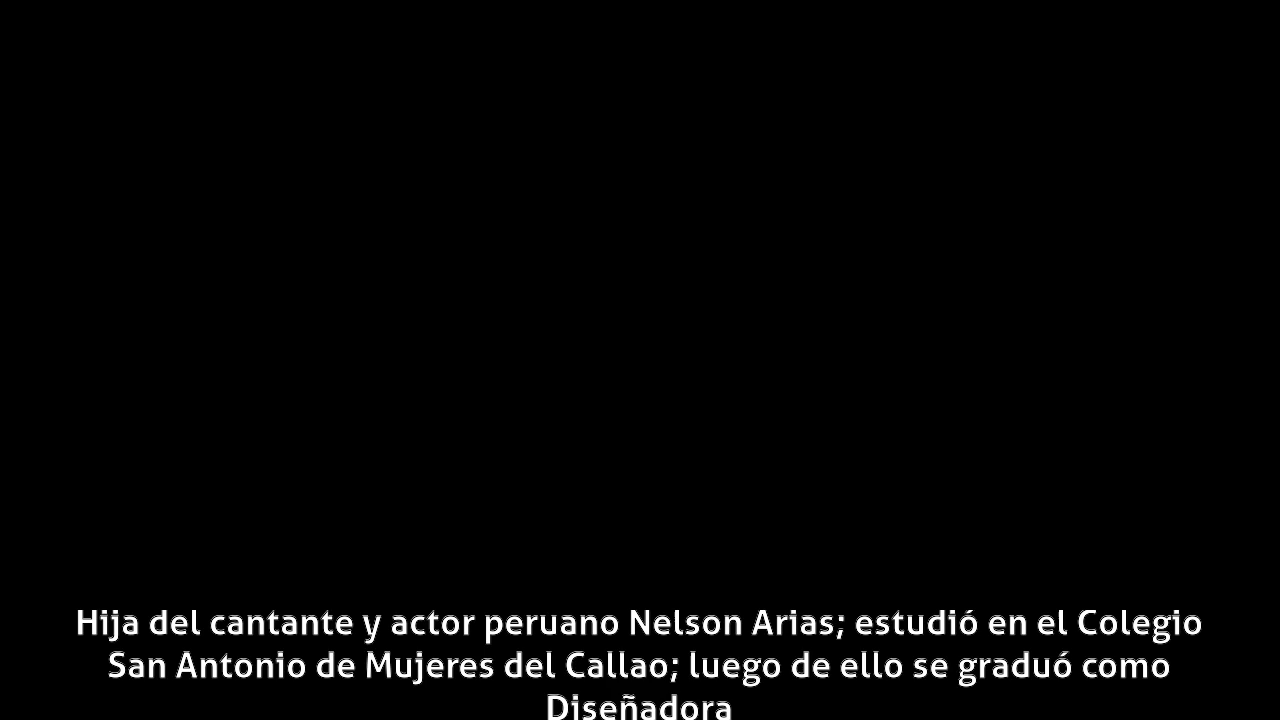 Hija del cantante y actor peruano Nelson Arias; estudió en el Colegio
San Antonio de Mujeres del Callao; luego de ello se graduó como
Diseñadora